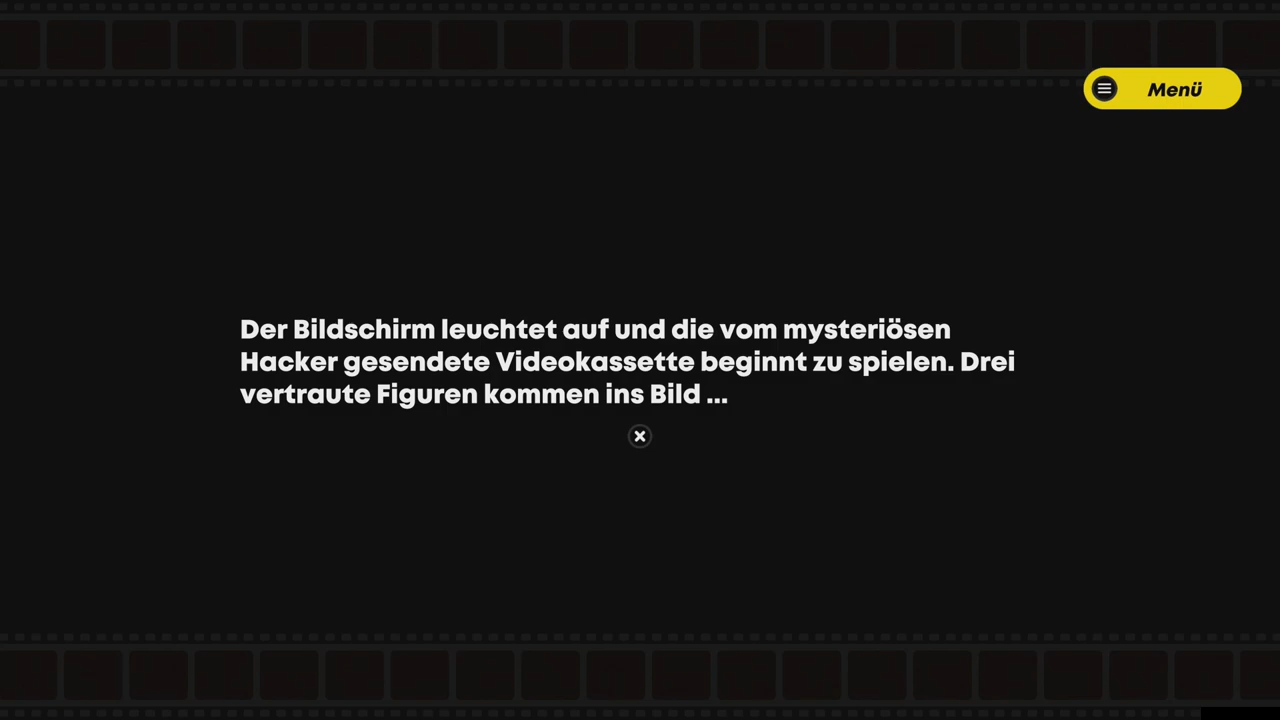 Menü
Der Bildschirm leuchtet auf und die vom mysteriösen
Hacker gesendete Videokassette beginnt zu spielen. Drei
vertraute Figuren kommen ins Bild ...